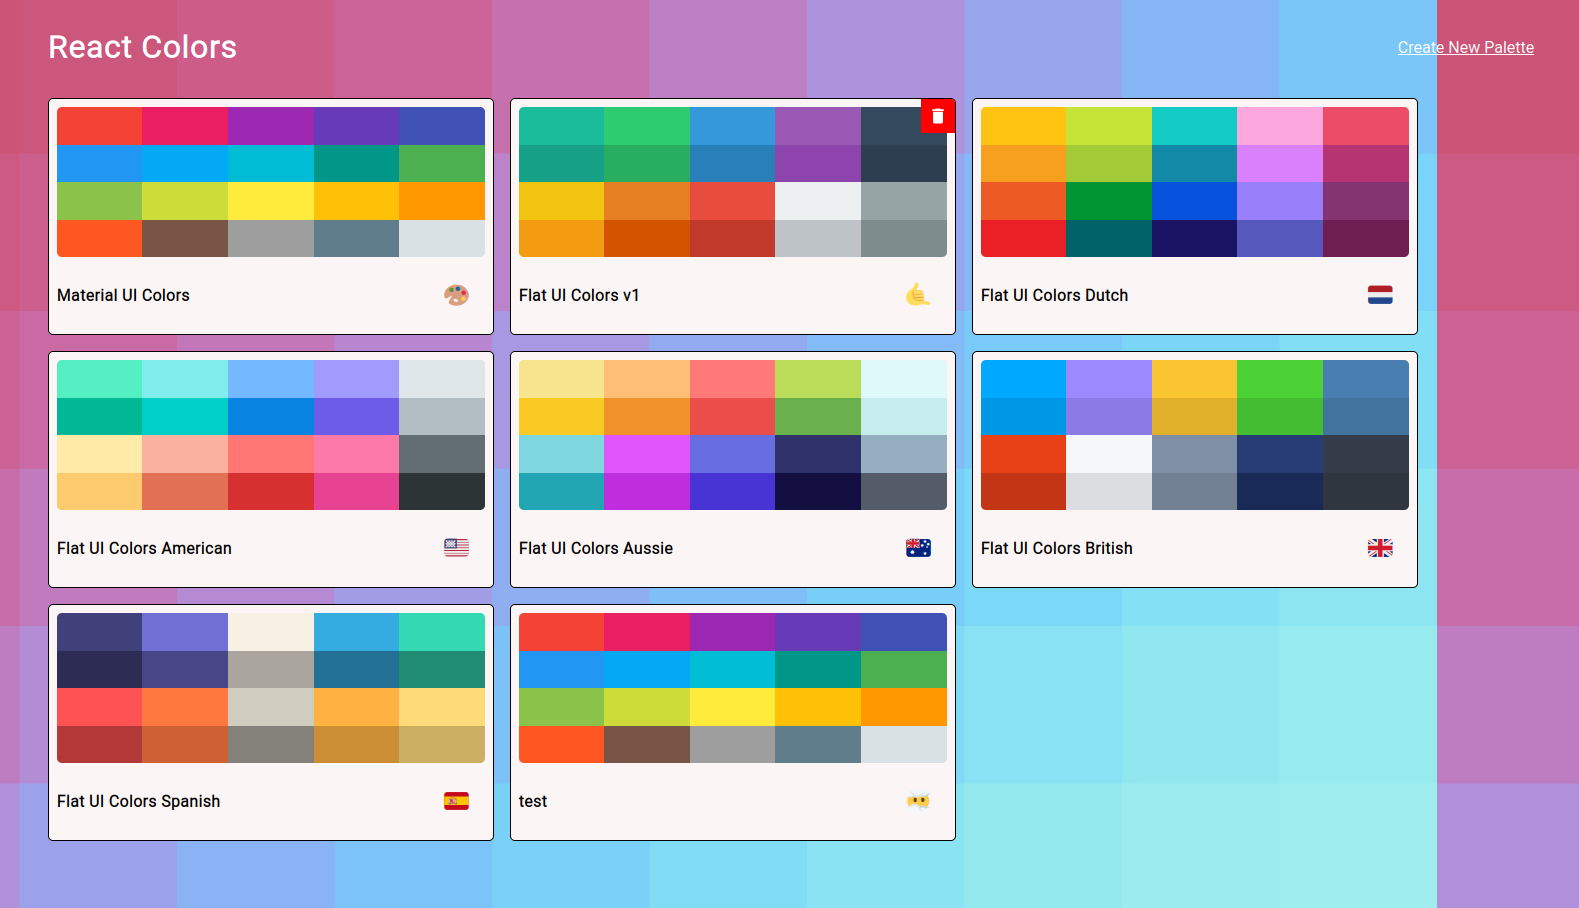 React Colors
Create New Palette
Material UI Colors
Flat UI Colors v1
Flat UI Colors Dutch
Flat UI Colors American
Flat UI Colors Aussie
Flat UI Colors British
Flat UI Colors Spanish
test